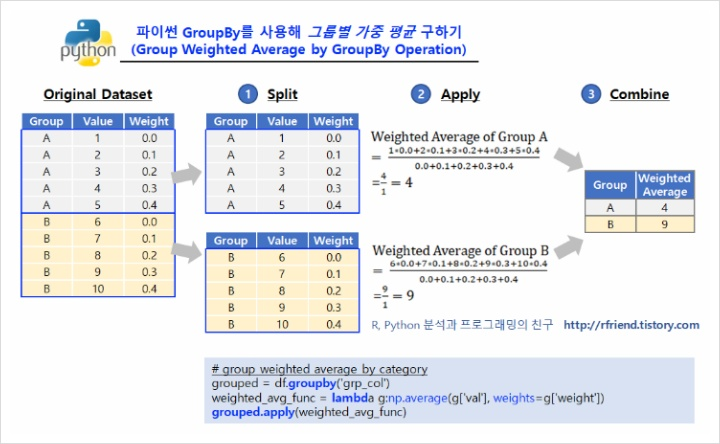 python
파이썬 GroupBy를 사용해 그룹별 가중 평균 구하기
(Group Weighted Average by GroupBy Operation)
Original Dataset
Group Value Weight
A 1 0.0
A 2 0.1
A 3 0.2
A 4 0.3
A 5 0.4
B 6 0.0
B 7 0.1
B 8 0.2
B 9 0.3
B 10 0.4
1 Split
Group Value Weight
A 1 0.0
A 2 0.1
A 3 0.2
A 4 0.3
A 5 0.4
Group Value Weight
B 6 0.0
B 7 0.1
B 8 0.2
B 9 0.3
B 10 0.4
2 Apply
Weighted Average of Group A
= 1*0.0+2*0.1+3*0.2+4*0.3+5*0.4
0.0+0.1+0.2+0.3+0.4
=4/1 = 4
Weighted Average of Group B
= 6*0.0+7*0.1+8*0.2+9*0.3+10*0.4
0.0+0.1+0.2+0.3+0.4
=9/1 = 9
3 Combine
Group Weighted Average
A 4
B 9
R, Python 분석과 프로그래밍의 친구 http://rfriend.tistory.com
# group weighted average by category
grouped = df.groupby('grp_col')
weighted_avg_func = lambda g:np.average(g['val'], weights=g['weight'])
grouped.apply(weighted_avg_func)